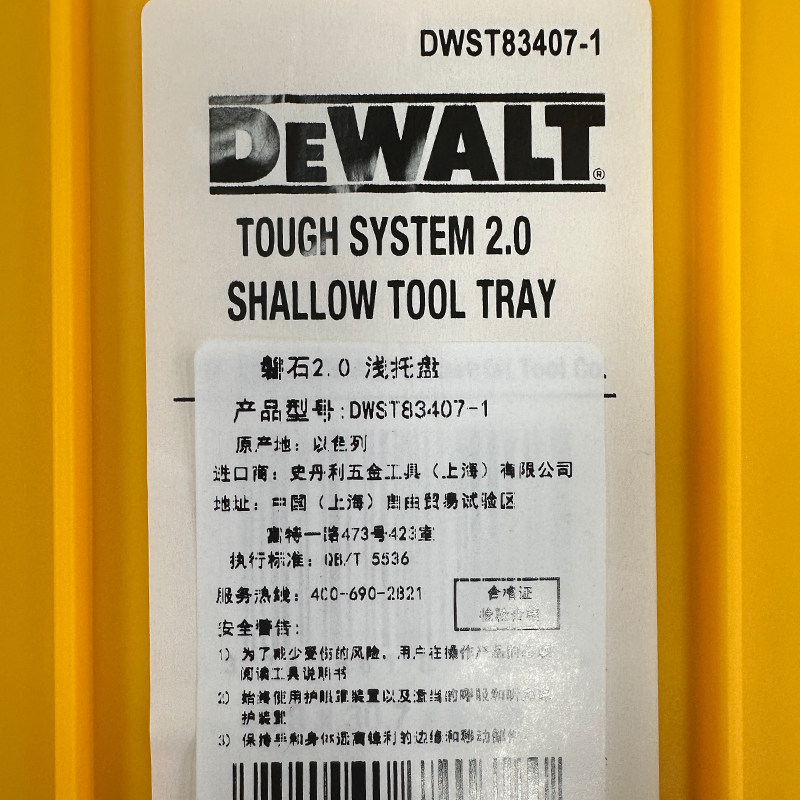 DWST83407-1
DEWALT®
TOUGH SYSTEM 2.0
SHALLOW TOOL TRAY
磐石2.0 浅托盘
产品型号:DWST83407-1
原产地：以色列
进口商：史丹利五金工具（上海）有限公司
地址：中国（上海）自由贸易试验区
富特一路473号423室
执行标准：QB/T 5536
服务热线：400-690-2821
合格证
检验合格
安全警告：
1）为了减少受伤的风险，用户在操作产品前
阅读工具说明书
2）始终使用护眼罩装置以及适当的呼吸和听力
护装置
3）保持手和身体远离锋利的边缘和移动部件